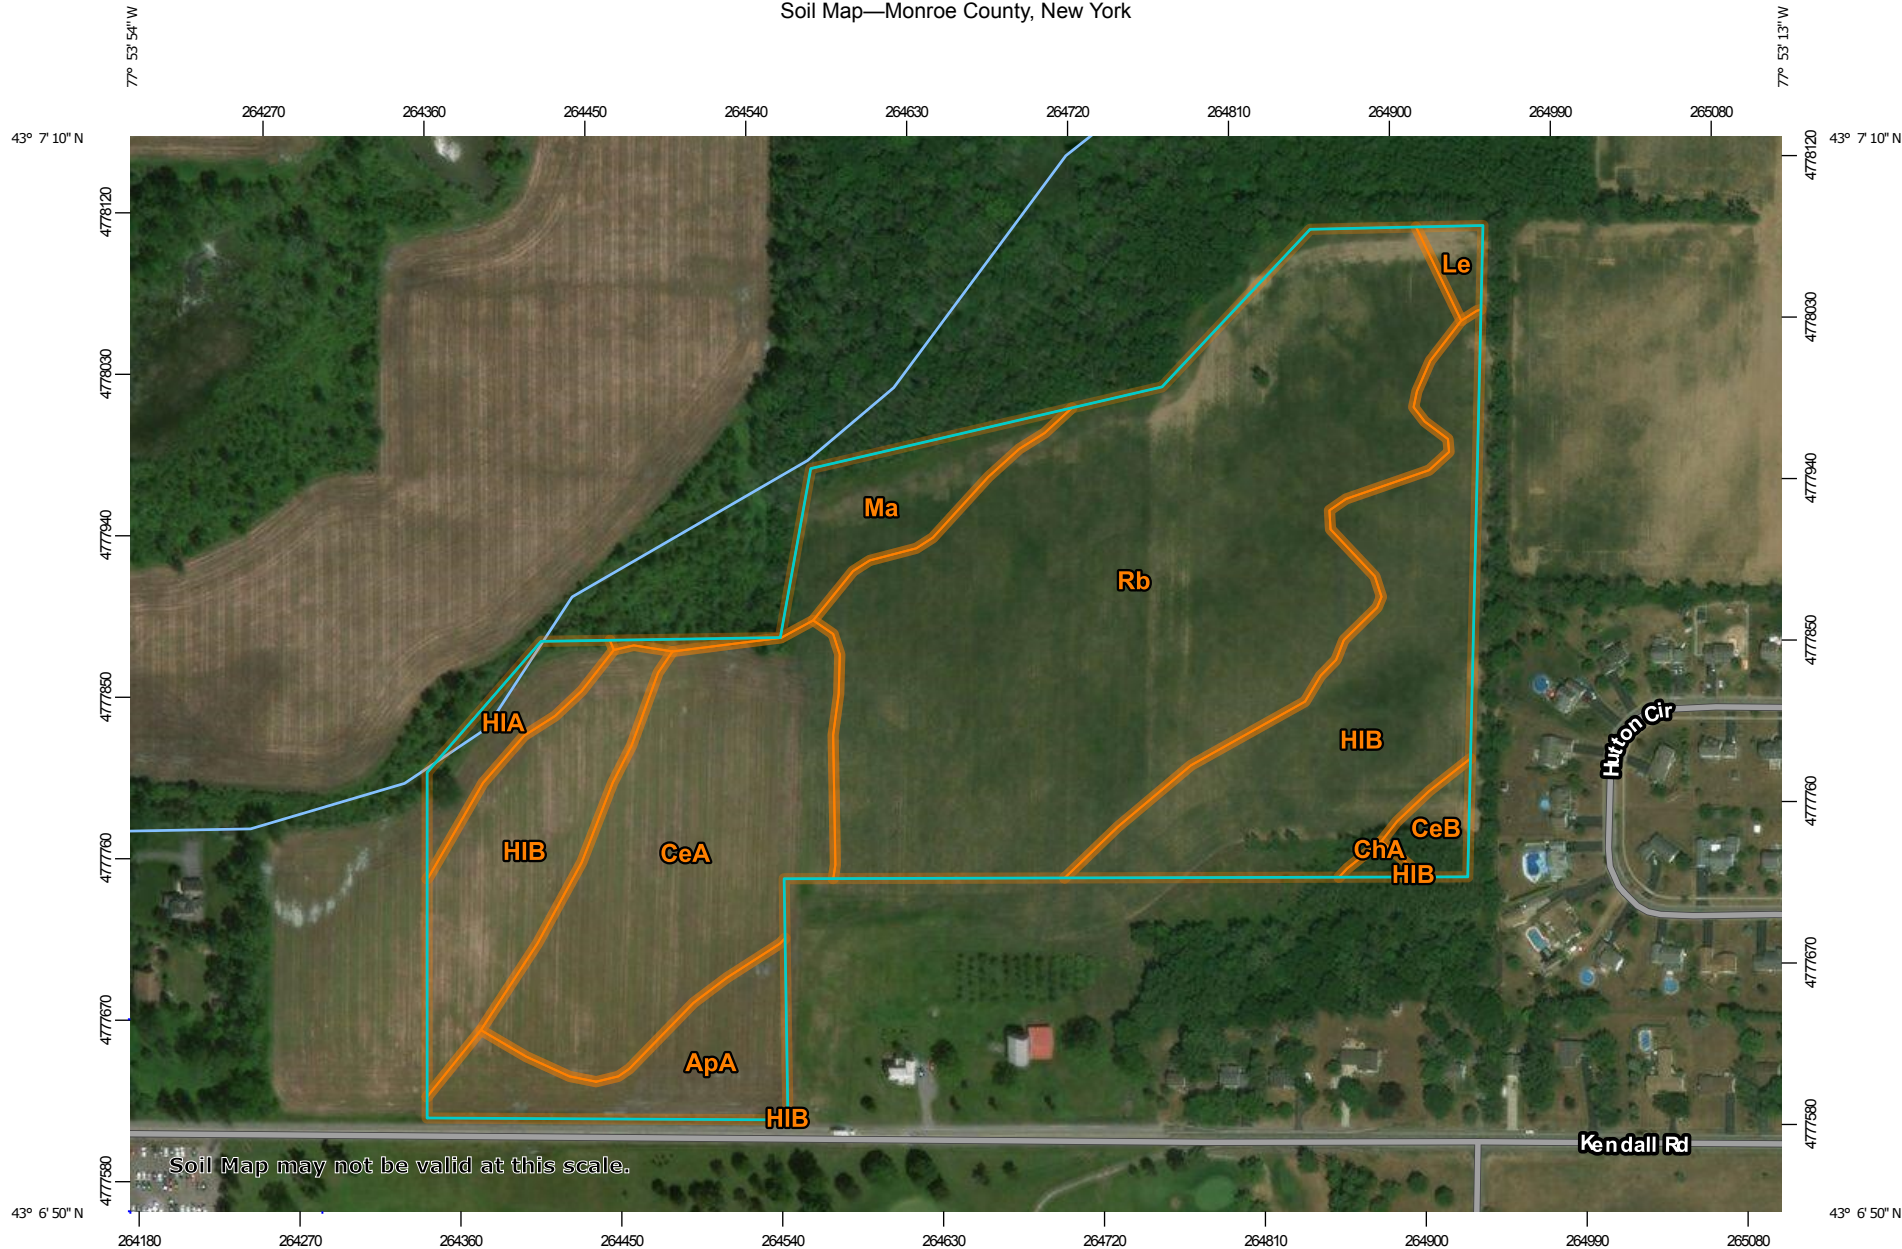 Soil Map—Monroe County, New York
77° 53' 54" W
77° 53' 13" W
264270 264360 264450 264540 264630 264720 264810 264900 264990 265080
43° 7' 10" N
43° 7' 10" N
4778120
4778120
Le
4778030
4778030
4777940
Ma
4777940
Rb
4777850
4777850
HIA
Hutton Cir
HIB
4777760
CeB
HIB
CeA
ChA
4777760
HIB
4777670
4777670
ApA
HIB
4777580
Kendall Rd
Soil Map may not be valid at this scale.
4777580
43° 6' 50" N
43° 6' 50" N
264180 264270 264360 264450 264540 264630 264720 264810 264900 264990 265080